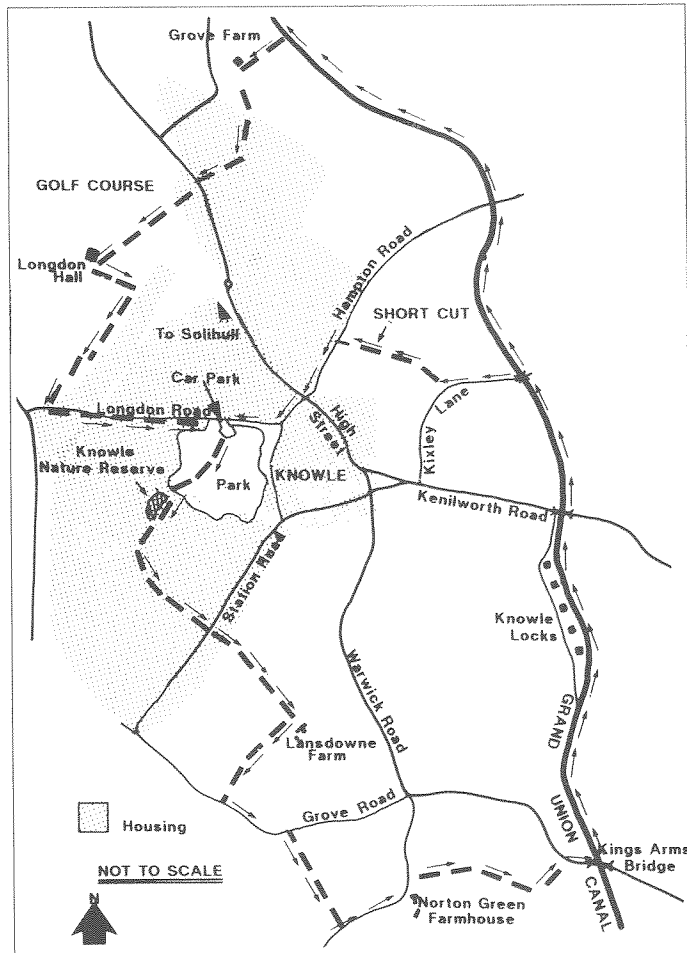 Grove Farm
GOLF COURSE
Longdon
Hall
Hampton Road
SHORT CUT
To Solihull
Car Park
Longdon Road
High
Street
Kixley Lane
Knowle
Nature Reserve
Park
KNOWLE
Kenilworth Road
Station Road
Knowle
Locks
Warwick Road
GRAND
UNION
CANAL
Lansdowne
Farm
Grove Road
Housing
Kings Arms
Bridge
NOT TO SCALE
N
Norton Green
Farmhouse